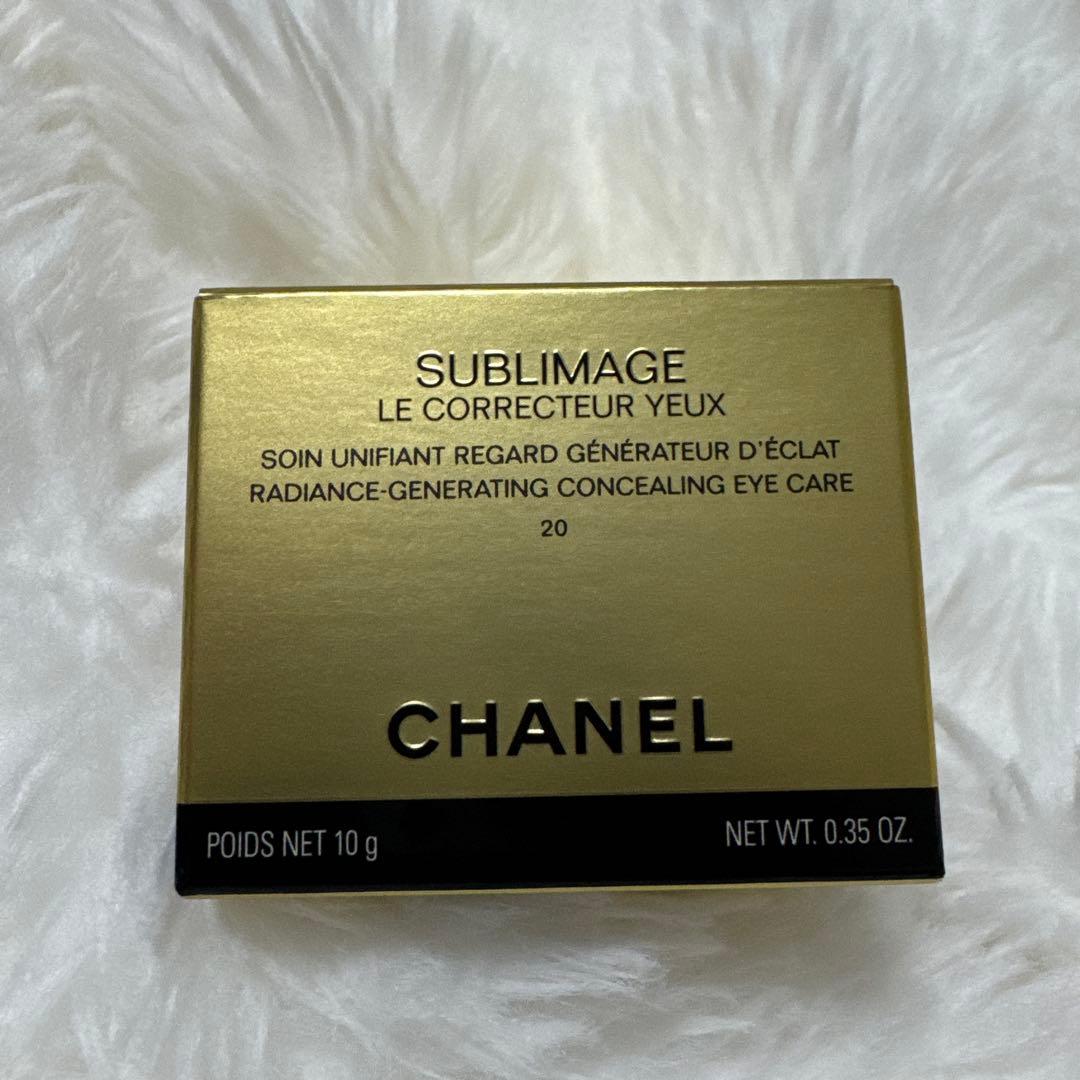 SUBLIMAGE
LE CORRECTEUR YEUX
SOIN UNIFIANT REGARD GÉNÉRATEUR D'ÉCLAT
RADIANCE-GENERATING CONCEALING EYE CARE
20
CHANEL
POIDS NET 10 g
NET WT. 0.35 OZ.